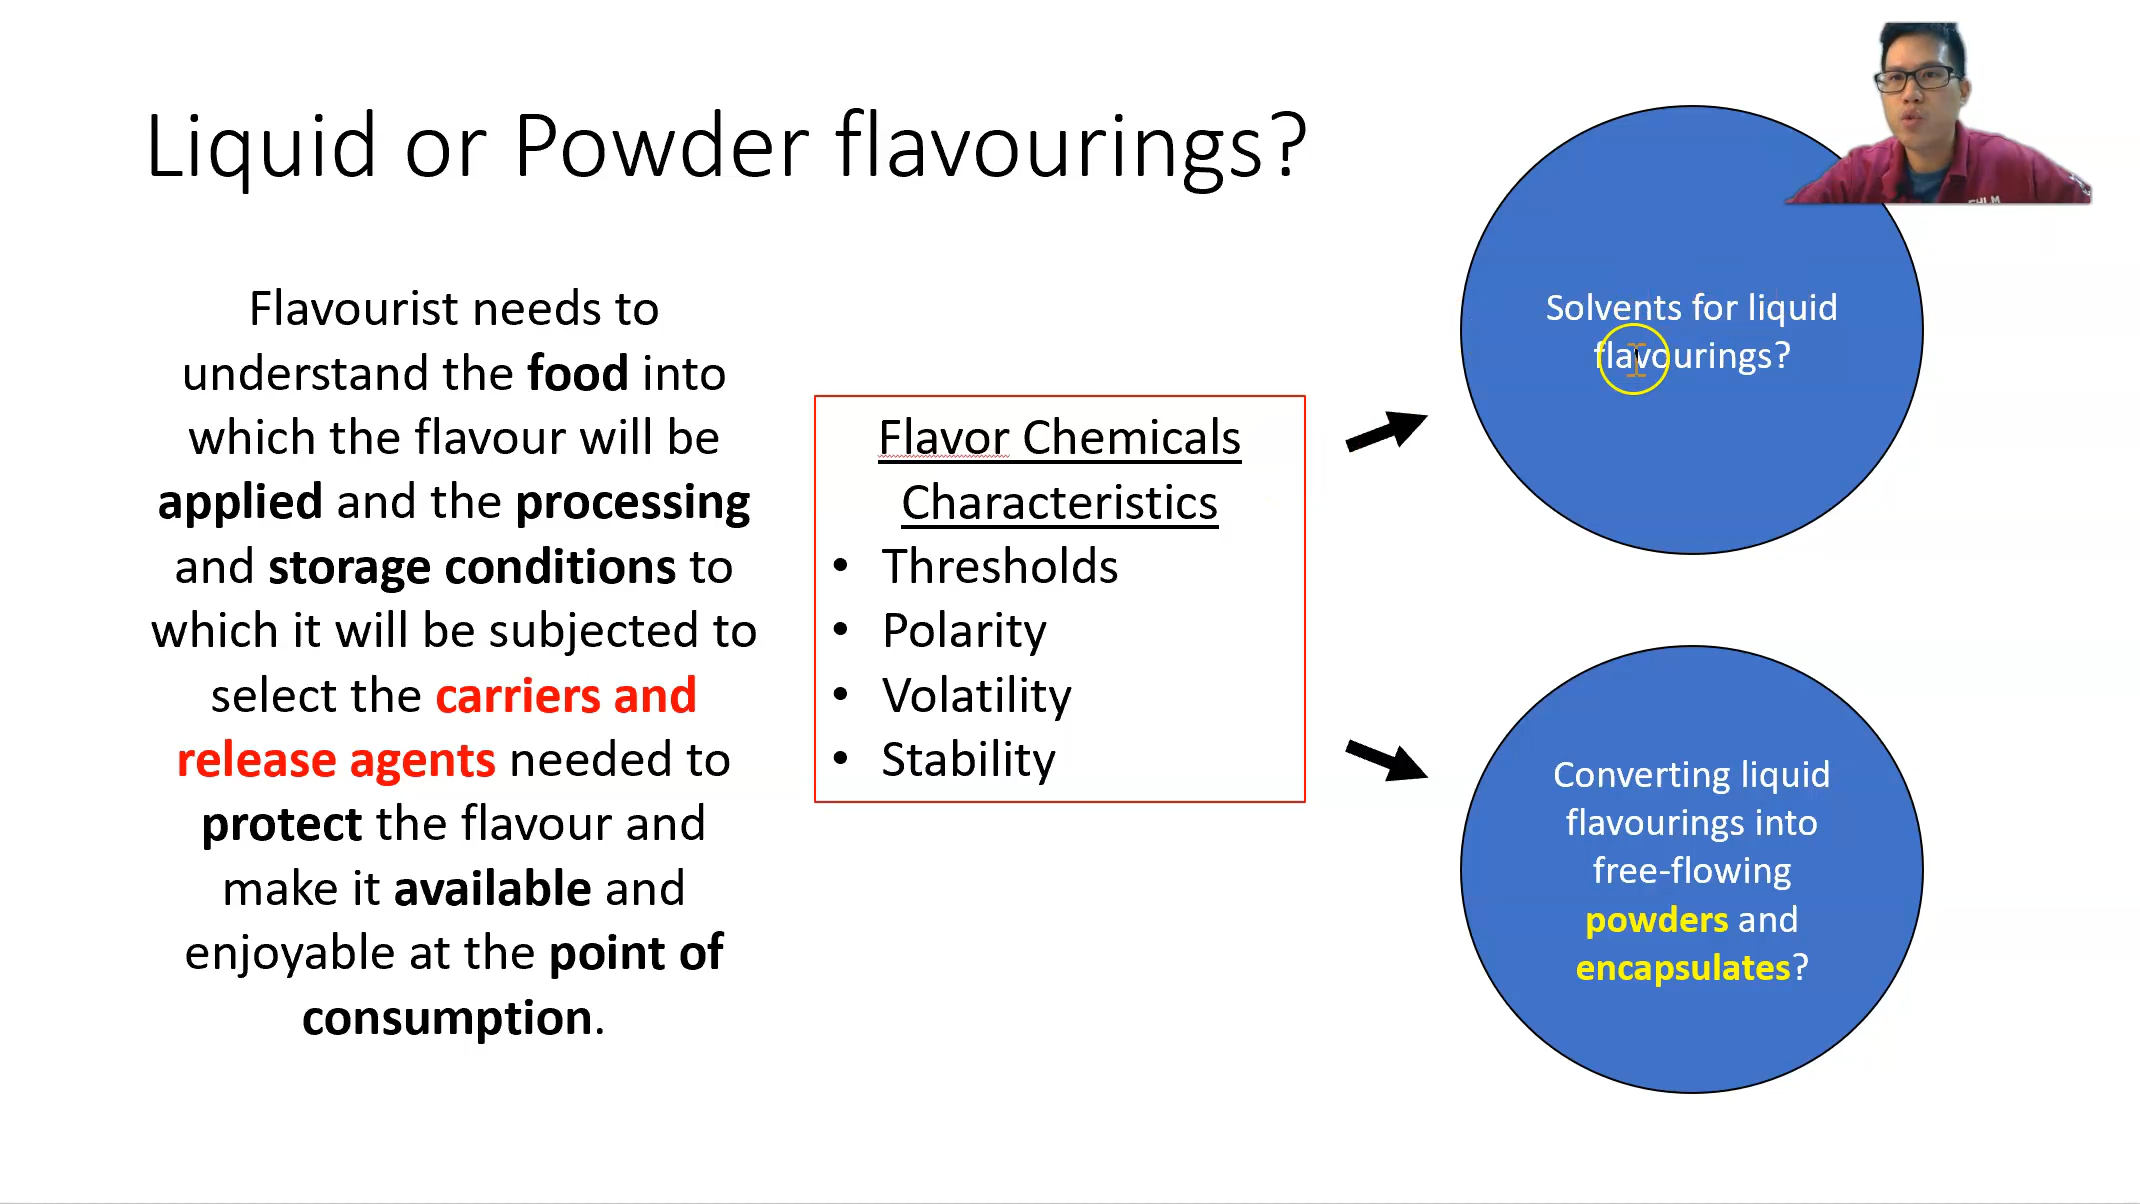 Liquid or Powder flavourings?
Flavourist needs to
understand the food into
which the flavour will be
applied and the processing
and storage conditions to
which it will be subjected to
select the carriers and
release agents needed to
protect the flavour and
make it available and
enjoyable at the point of
consumption.
Flavor Chemicals
Characteristics
• Thresholds
• Polarity
• Volatility
• Stability
Solvents for liquid
flavourings?
Converting liquid
flavourings into
free-flowing
powders and
encapsulates?